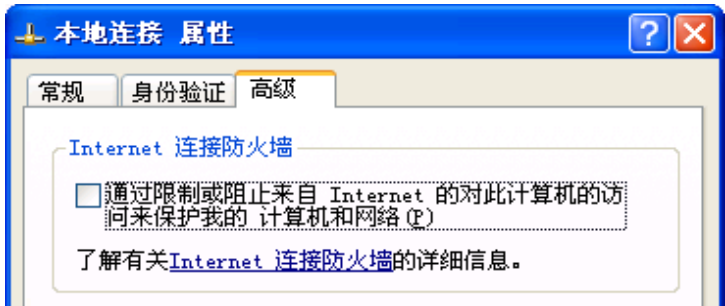 本地连接 属性
常规 身份验证 高级
Internet 连接防火墙
通过限制或阻止来自 Internet 的对此计算机的访
问来保护我的 计算机和网络(P)
了解有关Internet 连接防火墙的详细信息。